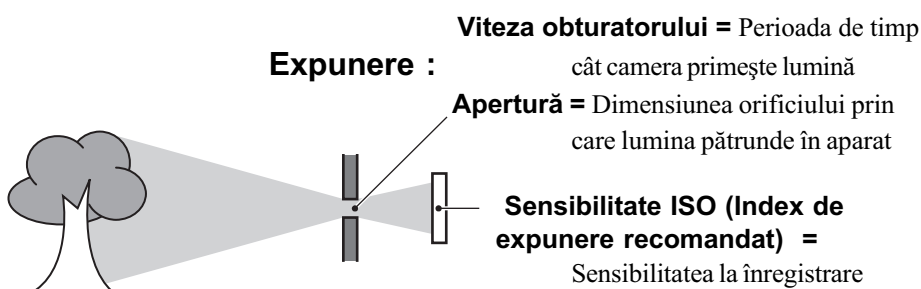 Viteza obturatorului = Perioada de timp
Expunere : cât camera primeşte lumină
Apertură = Dimensiunea orificiului prin
care lumina pătrunde în aparat
Sensibilitate ISO (Index de
expunere recomandat) =
Sensibilitatea la înregistrare